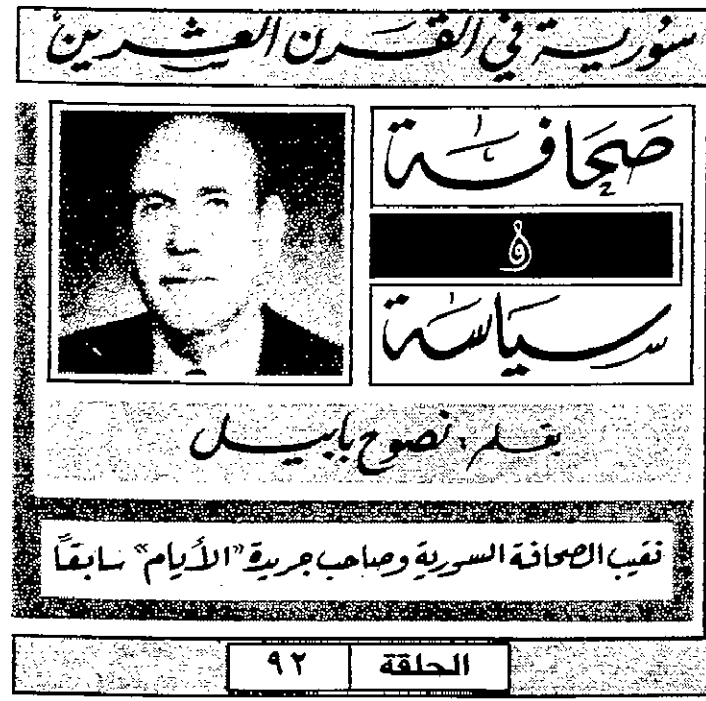 سورية في القرن العشرين
صحافة
و
سياسة
بقلم: نصوح بابيل
نقيب الصحافة السورية وصاحب جريدة "الأيام" سابقاً
الحلقة ٩٢